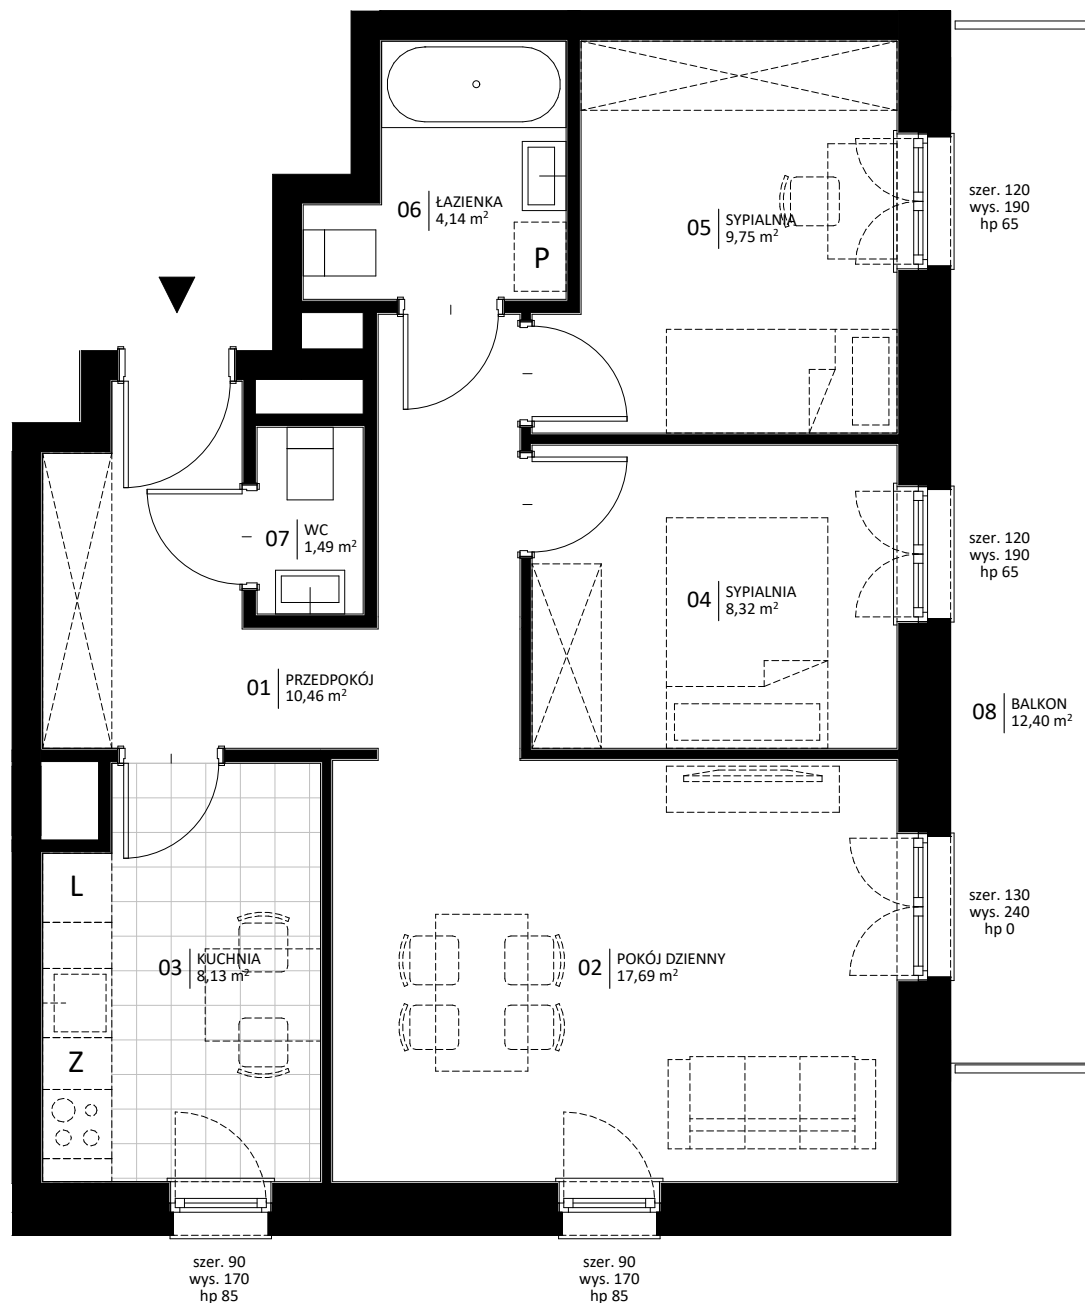 06
ŁAZIENKA
4,14 m²
P
05
SYPIALNIA
9,75 m²
szer. 120
wys. 190
hp 65
07
WC
1,49 m²
04
SYPIALNIA
8,32 m²
szer. 120
wys. 190
hp 65
01
PRZEDPOKÓJ
10,46 m²
08
BALKON
12,40 m²
L
03
KUCHNIA
8,13 m²
Z
02
POKÓJ DZIENNY
17,69 m²
szer. 130
wys. 240
hp 0
szer. 90
wys. 170
hp 85
szer. 90
wys. 170
hp 85